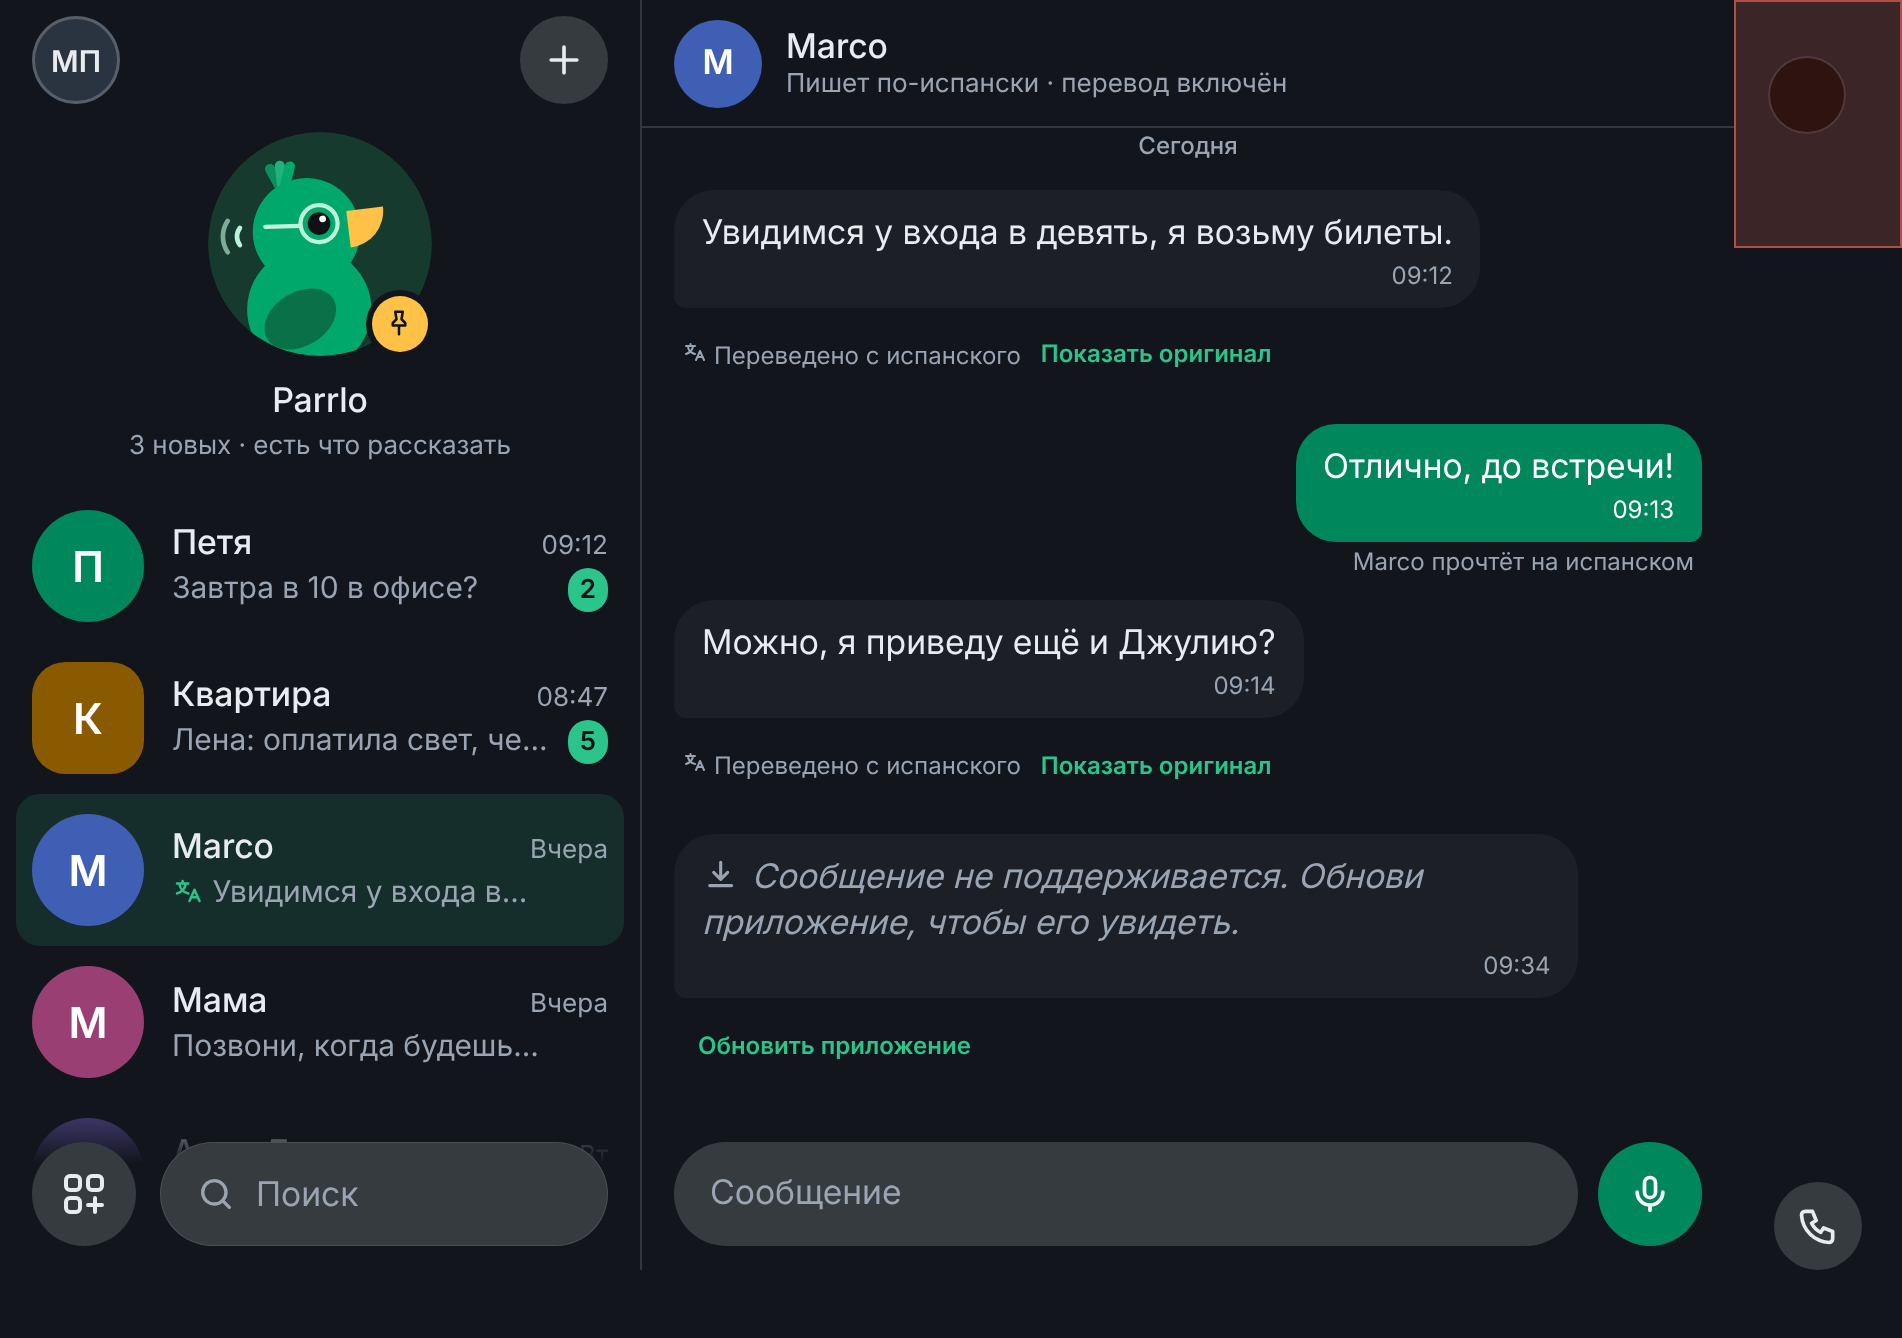 МП
Parrlo
3 новых · есть что рассказать
П
Петя
09:12
Завтра в 10 в офисе?
2
К
Квартира
08:47
Лена: оплатила свет, че...
5
M
Marco
Вчера
Увидимся у входа в...
М
Мама
Вчера
Позвони, когда будешь...
Вт
Поиск
M
Marco
Пишет по-испански · перевод включён
Сегодня
Увидимся у входа в девять, я возьму билеты.
09:12
Переведено с испанского Показать оригинал
Отлично, до встречи!
09:13
Marco прочтёт на испанском
Можно, я приведу ещё и Джулию?
09:14
Переведено с испанского Показать оригинал
Сообщение не поддерживается. Обнови
приложение, чтобы его увидеть.
09:34
Обновить приложение
Сообщение